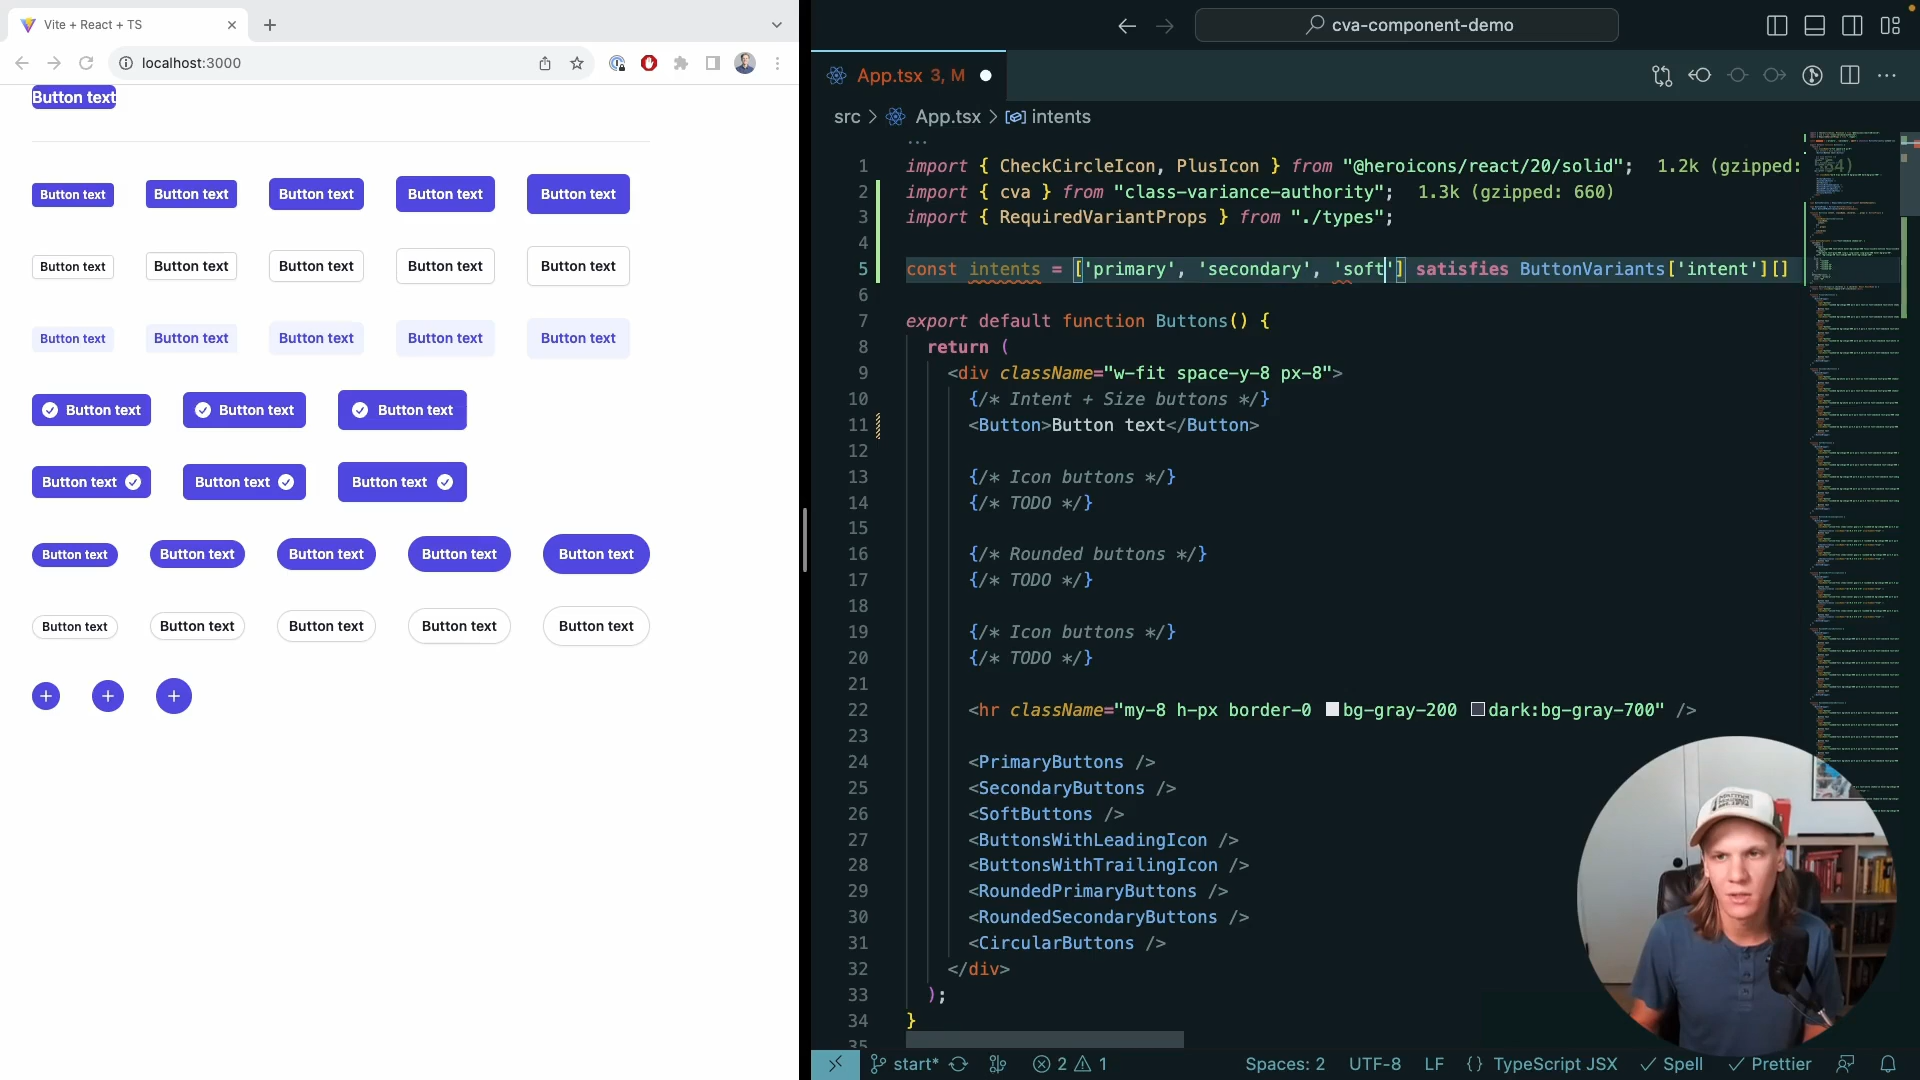 Vite + React + TS
cva-component-demo
localhost:3000
App.tsx 3, M
src > App.tsx > intents
Button text
Button text Button text Button text Button text Button text
Button text Button text Button text Button text Button text
Button text Button text Button text Button text Button text
Button text Button text Button text
Button text Button text Button text
Button text Button text Button text Button text Button text
Button text Button text Button text Button text Button text
...
1 import { CheckCircleIcon, PlusIcon } from "@heroicons/react/20/solid"; 1.2k (gzipped:
2 import { cva } from "class-variance-authority"; 1.3k (gzipped: 660)
3 import { RequiredVariantProps } from "./types";
4
5 const intents = ['primary', 'secondary', 'soft'] satisfies ButtonVariants['intent'][]
6
7 export default function Buttons() {
8 return (
9 <div className="w-fit space-y-8 px-8">
10 {/* Intent + Size buttons */}
11 <Button>Button text</Button>
12
13 {/* Icon buttons */}
14 {/* TODO */}
15
16 {/* Rounded buttons */}
17 {/* TODO */}
18
19 {/* Icon buttons */}
20 {/* TODO */}
21
22 <hr className="my-8 h-px border-0 bg-gray-200 dark:bg-gray-700" />
23
24 <PrimaryButtons />
25 <SecondaryButtons />
26 <SoftButtons />
27 <ButtonsWithLeadingIcon />
28 <ButtonsWithTrailingIcon />
29 <RoundedPrimaryButtons />
30 <RoundedSecondaryButtons />
31 <CircularButtons />
32 </div>
33 );
34 }
35
start* 2 1 Spaces: 2 UTF-8 LF {} TypeScript JSX Spell Prettier